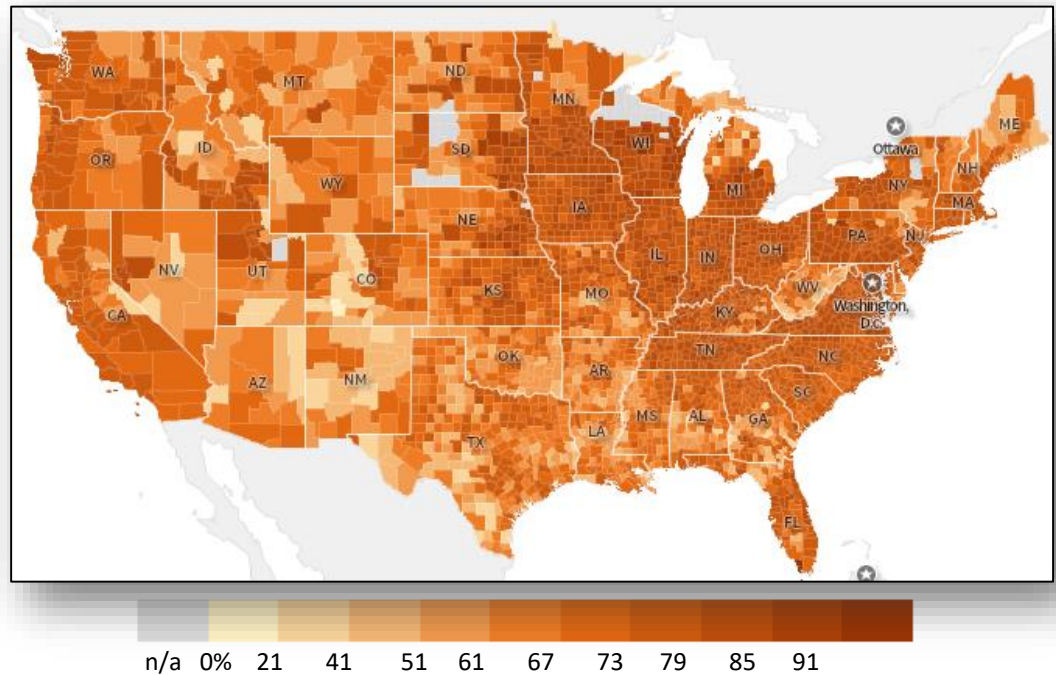 WA
MT
ND
MN
ME
Ottawa
OR
ID
SD
WI
NH
WY
MI
NY
MA
IA
NE
PA
NJ
NV
UT
CO
IL
IN
OH
CA
KS
MO
WV
Washington,
D.C.
KY
AZ
NM
OK
AR
TN
NC
SC
TX
LA
MS
AL
GA
FL
n/a 0% 21 41 51 61 67 73 79 85 91